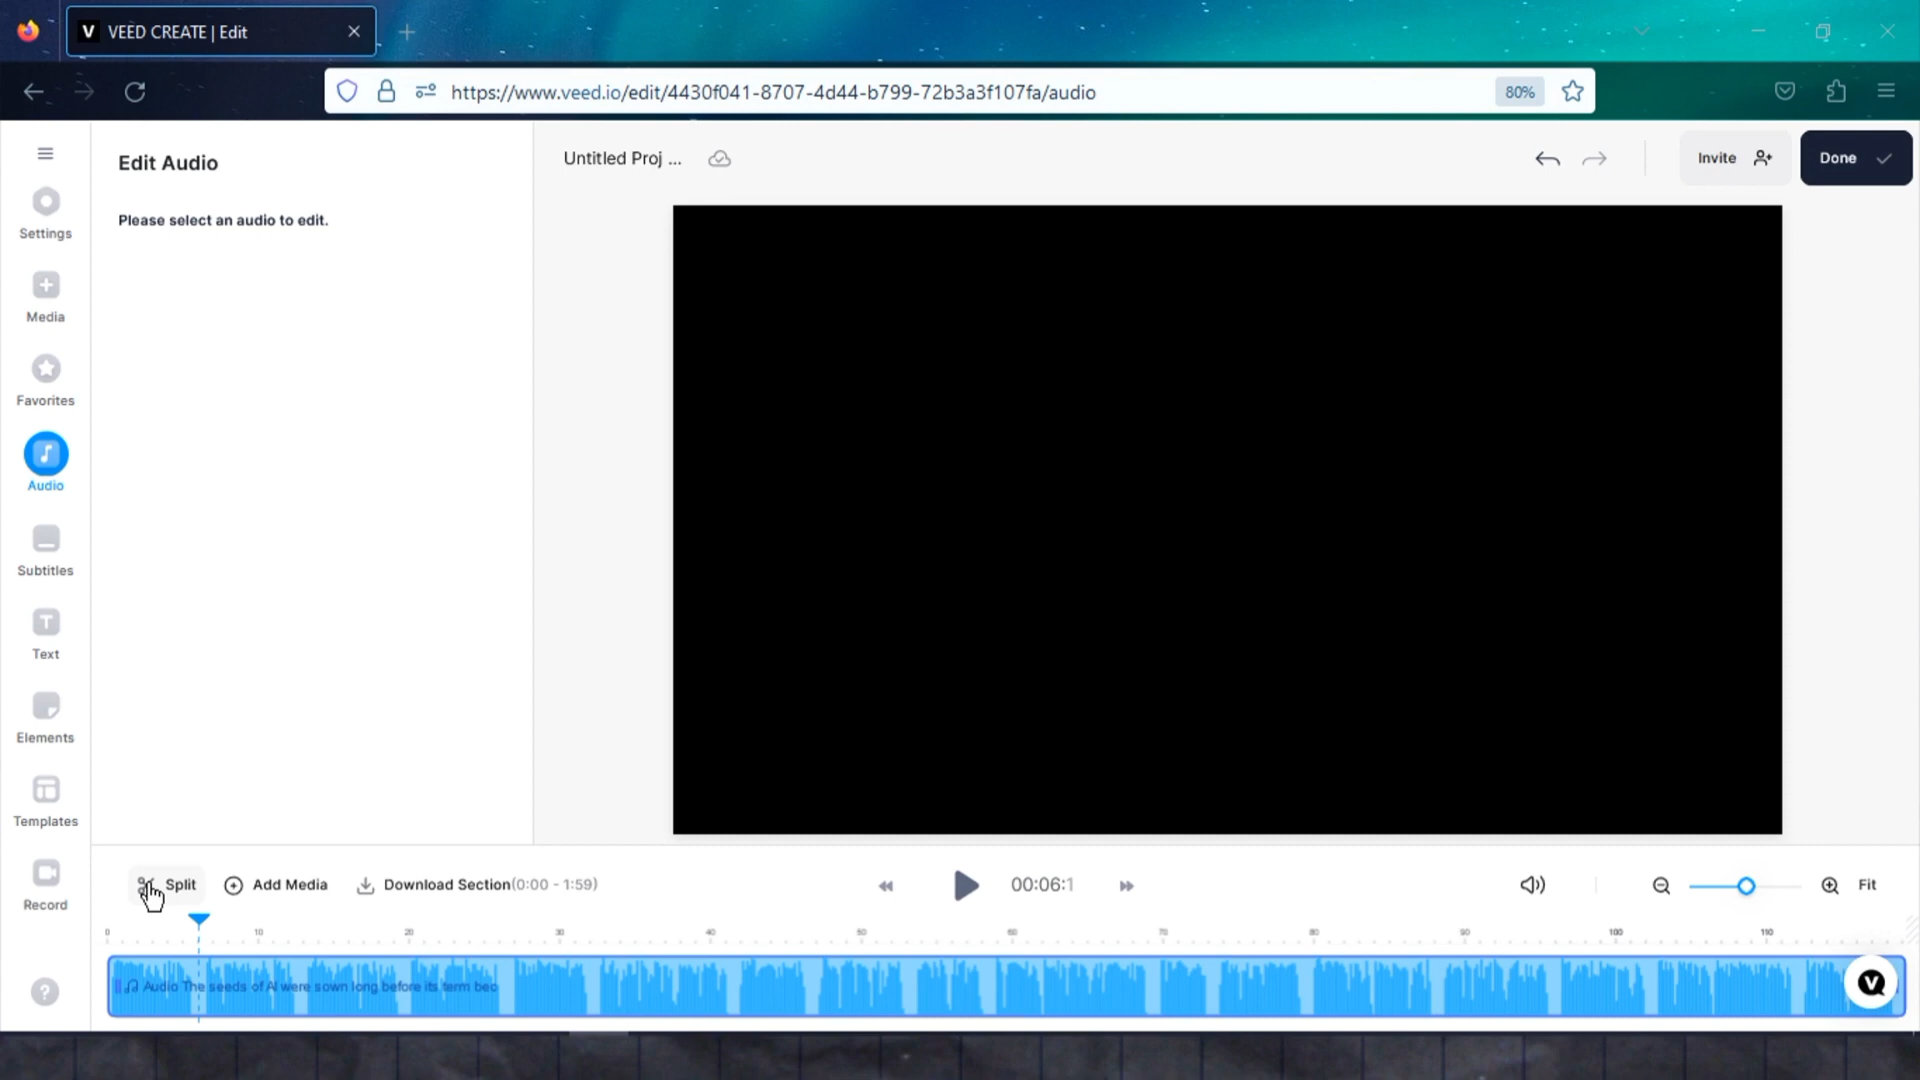 V VEED CREATE | Edit
https://www.veed.io/edit/4430f041-8707-4d44-b799-72b3a3f107fa/audio
80%
Edit Audio
Please select an audio to edit.
Untitled Proj ...
Invite
Done
Settings
Media
Favorites
Audio
Subtitles
Text
Elements
Templates
Record
Split
Add Media
Download Section(0:00 - 1:59)
00:06:1
Fit
0 10 20 30 40 50 60 70 80 90 100 110
Audio The seeds of AI were sown long before its term bec
?
V